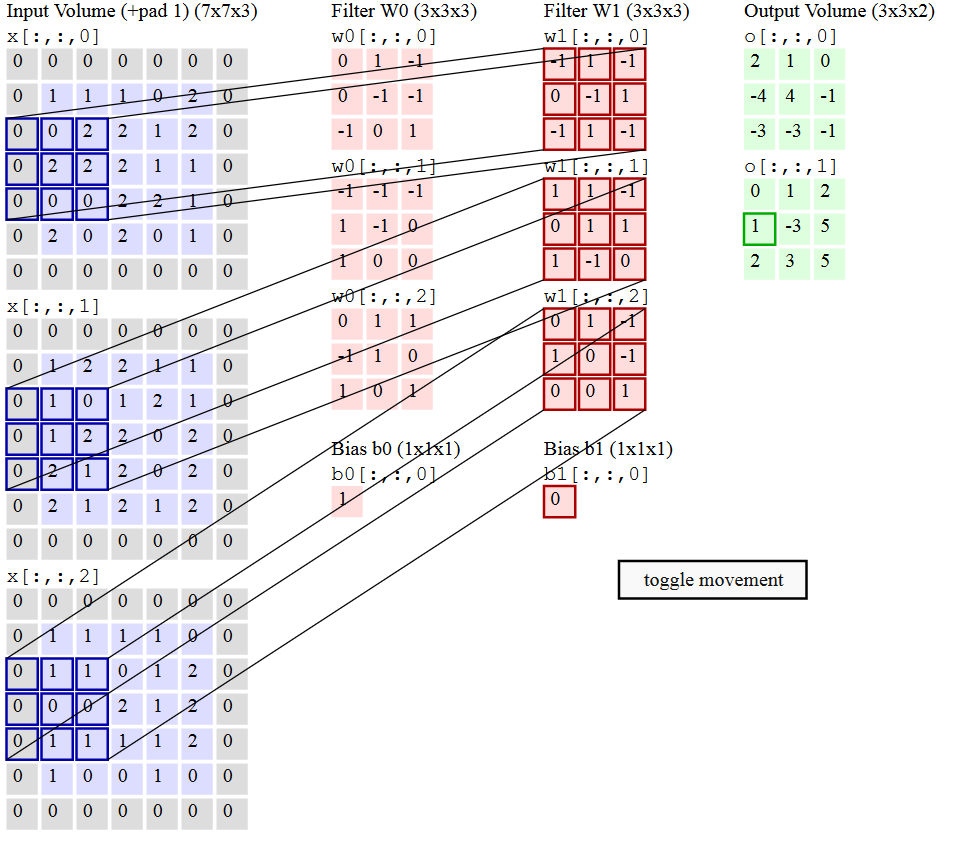 Input Volume (+pad 1) (7x7x3)
x[:,:,0]
0 0 0 0 0 0 0
0 1 1 1 0 2 0
0 0 2 2 1 2 0
0 2 2 2 1 1 0
0 0 0 2 2 1 0
0 2 0 2 0 1 0
0 0 0 0 0 0 0
x[:,:,1]
0 0 0 0 0 0 0
0 1 2 2 1 1 0
0 1 0 1 2 1 0
0 1 2 2 0 2 0
0 2 1 2 0 2 0
0 2 1 2 1 2 0
0 0 0 0 0 0 0
x[:,:,2]
0 0 0 0 0 0 0
0 1 1 1 1 0 0
0 1 1 0 1 2 0
0 0 0 2 1 2 0
0 1 1 1 1 2 0
0 1 0 0 1 0 0
0 0 0 0 0 0 0
Filter W0 (3x3x3)
w0[:,:,0]
0 1 -1
0 -1 -1
-1 0 1
w0[:,:,1]
-1 -1 -1
1 -1 0
1 0 0
w0[:,:,2]
0 1 1
-1 1 0
1 0 1
Bias b0 (1x1x1)
b0[:,:,0]
1
Filter W1 (3x3x3)
w1[:,:,0]
-1 1 -1
0 -1 1
-1 1 -1
w1[:,:,1]
1 1 -1
0 1 1
1 -1 0
w1[:,:,2]
0 1 -1
1 0 -1
0 0 1
Bias b1 (1x1x1)
b1[:,:,0]
0
Output Volume (3x3x2)
o[:,:,0]
2 1 0
-4 4 -1
-3 -3 -1
o[:,:,1]
0 1 2
1 -3 5
2 3 5
toggle movement